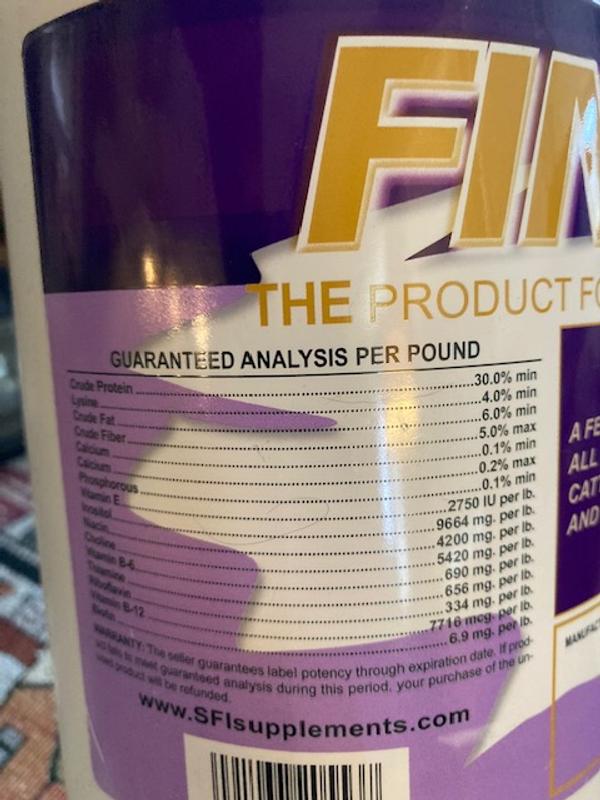 FIN
THE PRODUCT FO
GUARANTEED ANALYSIS PER POUND
Crude Protein ... 30.0% min
Lysine ... 4.0% min
Crude Fat ... 6.0% min
Crude Fiber ... 5.0% max
Calcium ... 0.1% min
Calcium ... 0.2% max
Phosphorous ... 0.1% min
Vitamin E ... 2750 IU per lb.
Inositol ... 9664 mg. per lb.
Niacin ... 4200 mg. per lb.
Choline ... 5420 mg. per lb.
Vitamin B-6 ... 690 mg. per lb.
Thiamine ... 656 mg. per lb.
Riboflavin ... 334 mg. per lb.
Vitamin B-12 ... 7716 mcg. per lb.
Biotin ... 6.9 mg. per lb.
WARRANTY: The seller guarantees label potency through expiration date. If prod-
uct fails to meet guaranteed analysis during this period, your purchase of the un-
used product will be refunded.
www.SFIsupplements.com
A FE
ALL
CAT
AND
MANUFACT